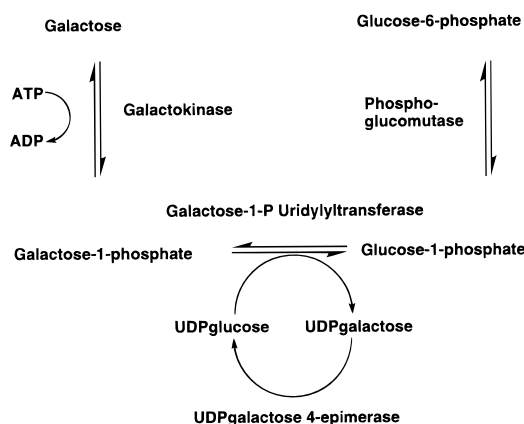 Galactose
Glucose-6-phosphate
ATP
ADP
Galactokinase
Phospho-
glucomutase
Galactose-1-P Uridylyltransferase
Galactose-1-phosphate
Glucose-1-phosphate
UDPglucose
UDPgalactose
UDPgalactose 4-epimerase